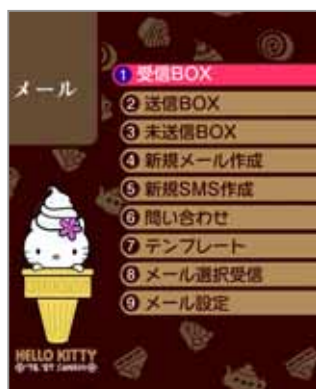 メール
1 受信BOX
2 送信BOX
3 未送信BOX
4 新規メール作成
5 新規SMS作成
6 問い合わせ
7 テンプレート
8 メール選択受信
9 メール設定
HELLO KITTY